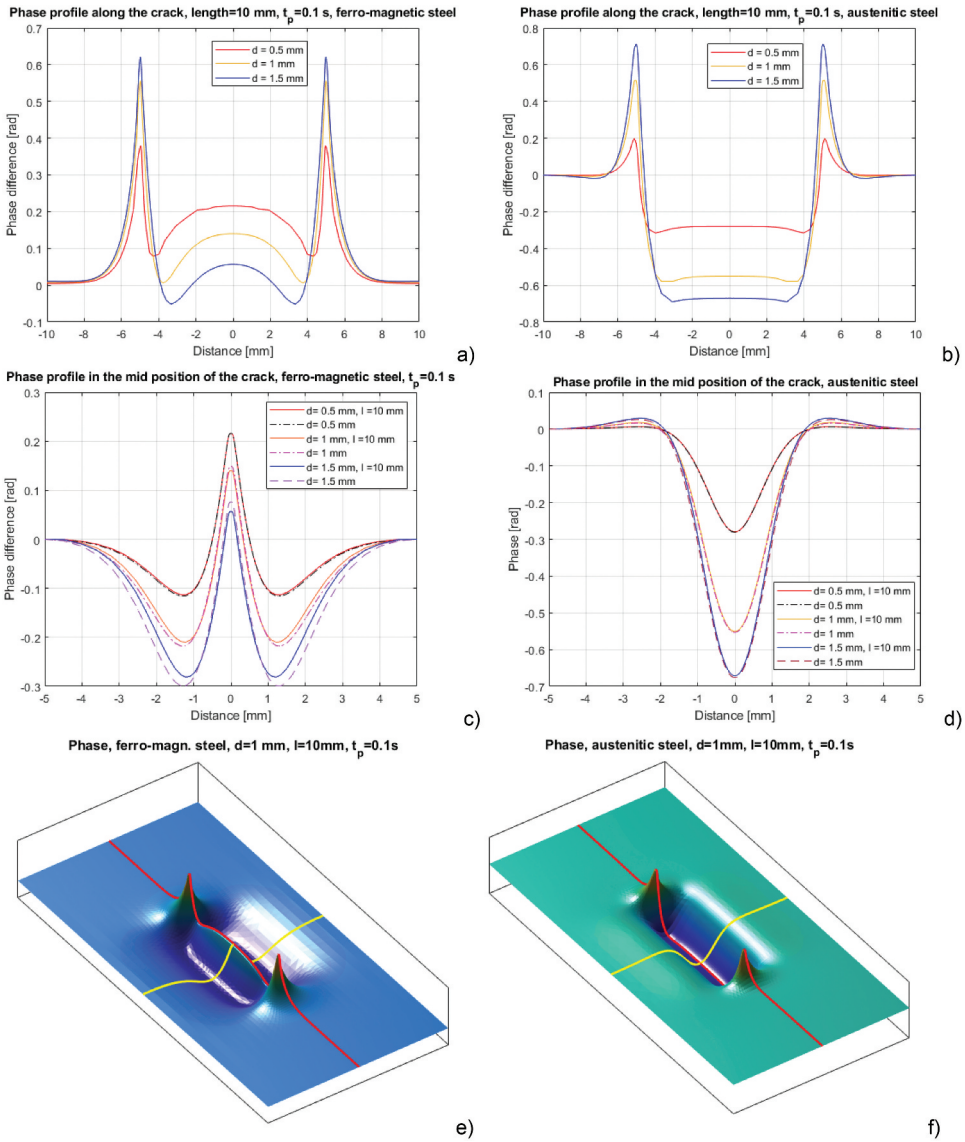 Phase profile along the crack, length=10 mm, t_p=0.1 s, ferro-magnetic steel
0.7
0.6
0.5
0.4
0.3
0.2
0.1
0
-0.1
Phase difference [rad]
d = 0.5 mm
d = 1 mm
d = 1.5 mm
-10 -8 -6 -4 -2 0 2 4 6 8 10
Distance [mm]
a)
Phase profile along the crack, length=10 mm, t_p=0.1 s, austenitic steel
0.8
0.6
0.4
0.2
0
-0.2
-0.4
-0.6
-0.8
Phase difference [rad]
d = 0.5 mm
d = 1 mm
d = 1.5 mm
-10 -8 -6 -4 -2 0 2 4 6 8 10
Distance [mm]
b)
Phase profile in the mid position of the crack, ferro-magnetic steel, t_p=0.1 s
0.3
0.2
0.1
0
-0.1
-0.2
-0.3
Phase difference [rad]
d= 0.5 mm, l =10 mm
d= 0.5 mm
d= 1 mm, l =10 mm
d= 1 mm
d= 1.5 mm, l =10 mm
d= 1.5 mm
-5 -4 -3 -2 -1 0 1 2 3 4 5
Distance [mm]
c)
Phase profile in the mid position of the crack, austenitic steel
0.1
0
-0.1
-0.2
-0.3
-0.4
-0.5
-0.6
-0.7
Phase [rad]
d= 0.5 mm, l =10 mm
d= 0.5 mm
d= 1 mm, l =10 mm
d= 1 mm
d= 1.5 mm, l =10 mm
d= 1.5 mm
-5 -4 -3 -2 -1 0 1 2 3 4 5
Distance [mm]
d)
Phase, ferro-magn. steel, d=1 mm, l=10mm, t_p=0.1s
e)
Phase, austenitic steel, d=1mm, l=10mm, t_p=0.1s
f)